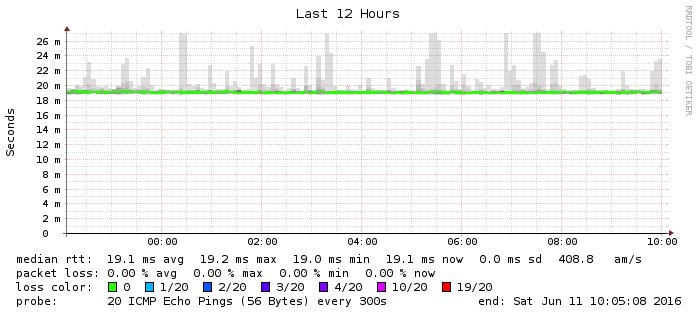 Last 12 Hours
RRDTOOL / TOBI OETIKER
Seconds
26 m
24 m
22 m
20 m
18 m
16 m
14 m
12 m
10 m
8 m
6 m
4 m
2 m
0
00:00 02:00 04:00 06:00 08:00 10:00
median rtt: 19.1 ms avg 19.2 ms max 19.0 ms min 19.1 ms now 0.0 ms sd 408.8 am/s
packet loss: 0.00 % avg 0.00 % max 0.00 % min 0.00 % now
loss color: 0 1/20 2/20 3/20 4/20 10/20 19/20
probe: 20 ICMP Echo Pings (56 Bytes) every 300s end: Sat Jun 11 10:05:08 2016